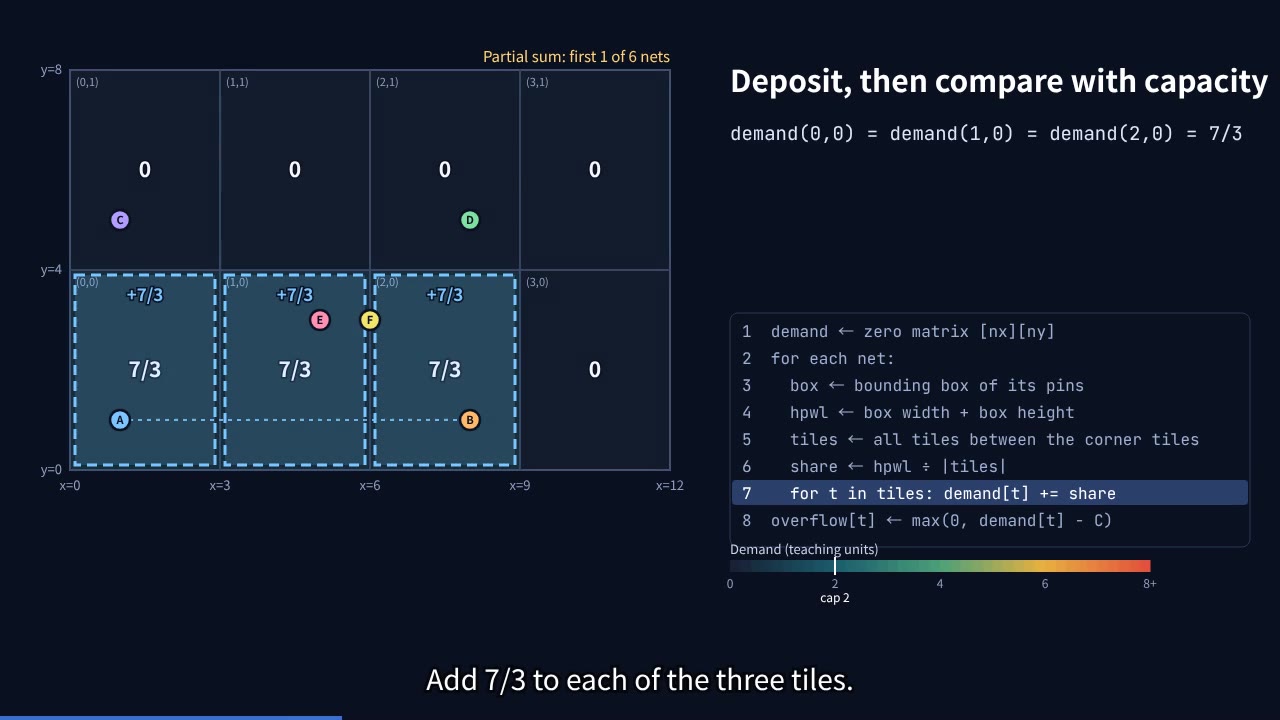 Partial sum: first 1 of 6 nets
y=8
(0,1)
(1,1)
(2,1)
(3,1)
0
0
0
0
C
D
y=4
(0,0)
(1,0)
(2,0)
(3,0)
+7/3
+7/3
+7/3
E
F
7/3
7/3
7/3
0
A
B
y=0
x=0
x=3
x=6
x=9
x=12
Deposit, then compare with capacity
demand(0,0) = demand(1,0) = demand(2,0) = 7/3
1 demand ← zero matrix [nx][ny]
2 for each net:
3 box ← bounding box of its pins
4 hpwl ← box width + box height
5 tiles ← all tiles between the corner tiles
6 share ← hpwl ÷ |tiles|
7 for t in tiles: demand[t] += share
8 overflow[t] ← max(0, demand[t] - C)
Demand (teaching units)
0
2
4
6
8+
cap 2
Add 7/3 to each of the three tiles.